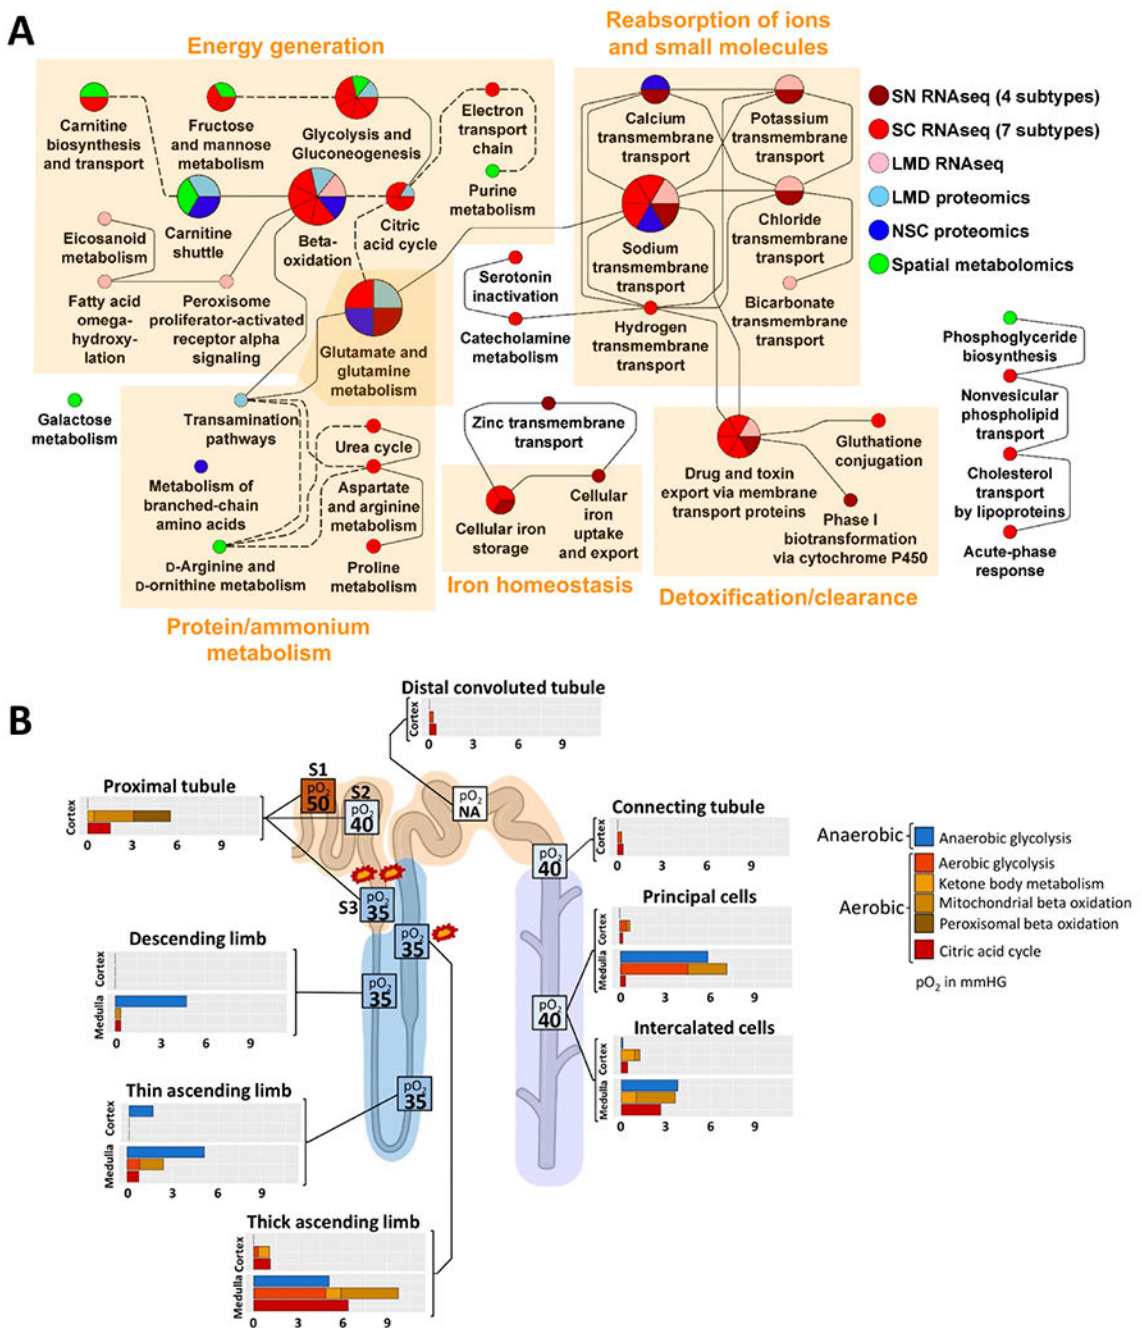 A
Energy generation
Reabsorption of ions
and small molecules
Carnitine
biosynthesis
and transport
Fructose
and mannose
metabolism
Glycolysis and
Gluconeogenesis
Electron
transport
chain
Purine
metabolism
Eicosanoid
metabolism
Carnitine
shuttle
Beta-
oxidation
Citric
acid cycle
Fatty acid
omega-
hydroxy-
lation
Peroxisome
proliferator-activated
receptor alpha
signaling
Glutamate and
glutamine
metabolism
Serotonin
inactivation
Catecholamine
metabolism
Calcium
transmembrane
transport
Potassium
transmembrane
transport
Sodium
transmembrane
transport
Chloride
transmembrane
transport
Hydrogen
transmembrane
transport
Bicarbonate
transmembrane
transport
SN RNAseq (4 subtypes)
SC RNAseq (7 subtypes)
LMD RNAseq
LMD proteomics
NSC proteomics
Spatial metabolomics
Galactose
metabolism
Transamination
pathways
Urea cycle
Metabolism of
branched-chain
amino acids
Aspartate
and arginine
metabolism
D-Arginine and
D-ornithine metabolism
Proline
metabolism
Protein/ammonium
metabolism
Zinc transmembrane
transport
Cellular iron
storage
Cellular
iron
uptake
and export
Iron homeostasis
Drug and toxin
export via membrane
transport proteins
Gluthatione
conjugation
Phase I
biotransformation
via cytochrome P450
Detoxification/clearance
Phosphoglyceride
biosynthesis
Nonvesicular
phospholipid
transport
Cholesterol
transport
by lipoproteins
Acute-phase
response
B
Distal convoluted tubule
Cortex
0 3 6 9
Proximal tubule
Cortex
0 3 6 9
S1
pO2
50
S2
pO2
40
pO2
NA
S3
pO2
35
pO2
35
pO2
35
pO2
35
pO2
40
pO2
40
Connecting tubule
Cortex
0 3 6 9
Principal cells
Cortex
Medulla
0 3 6 9
Intercalated cells
Cortex
Medulla
0 3 6 9
Descending limb
Cortex
Medulla
0 3 6 9
Thin ascending limb
Cortex
Medulla
0 3 6 9
Thick ascending limb
Cortex
Medulla
0 3 6 9
Anaerobic
Anaerobic glycolysis
Aerobic
Aerobic glycolysis
Ketone body metabolism
Mitochondrial beta oxidation
Peroxisomal beta oxidation
Citric acid cycle
pO2 in mmHG